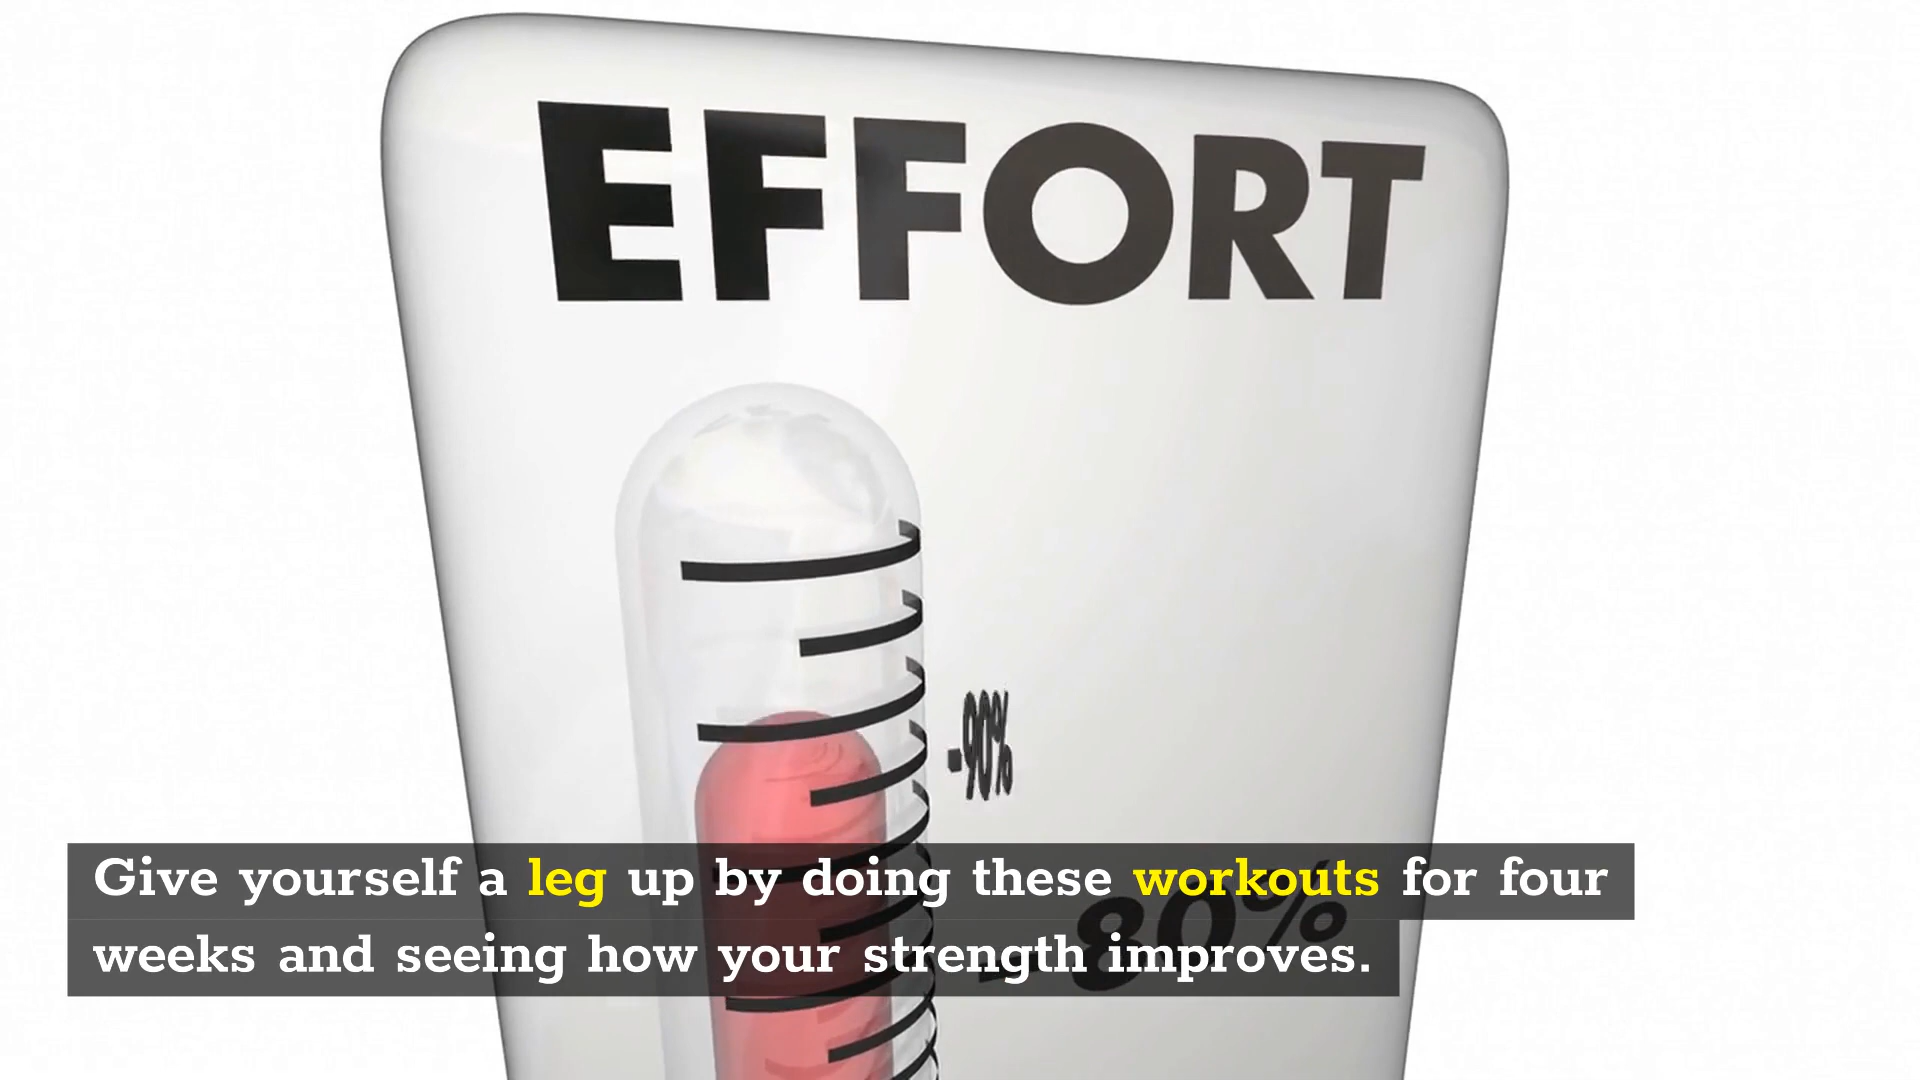 EFFORT
-90%
-80%
Give yourself a leg up by doing these workouts for four
weeks and seeing how your strength improves.